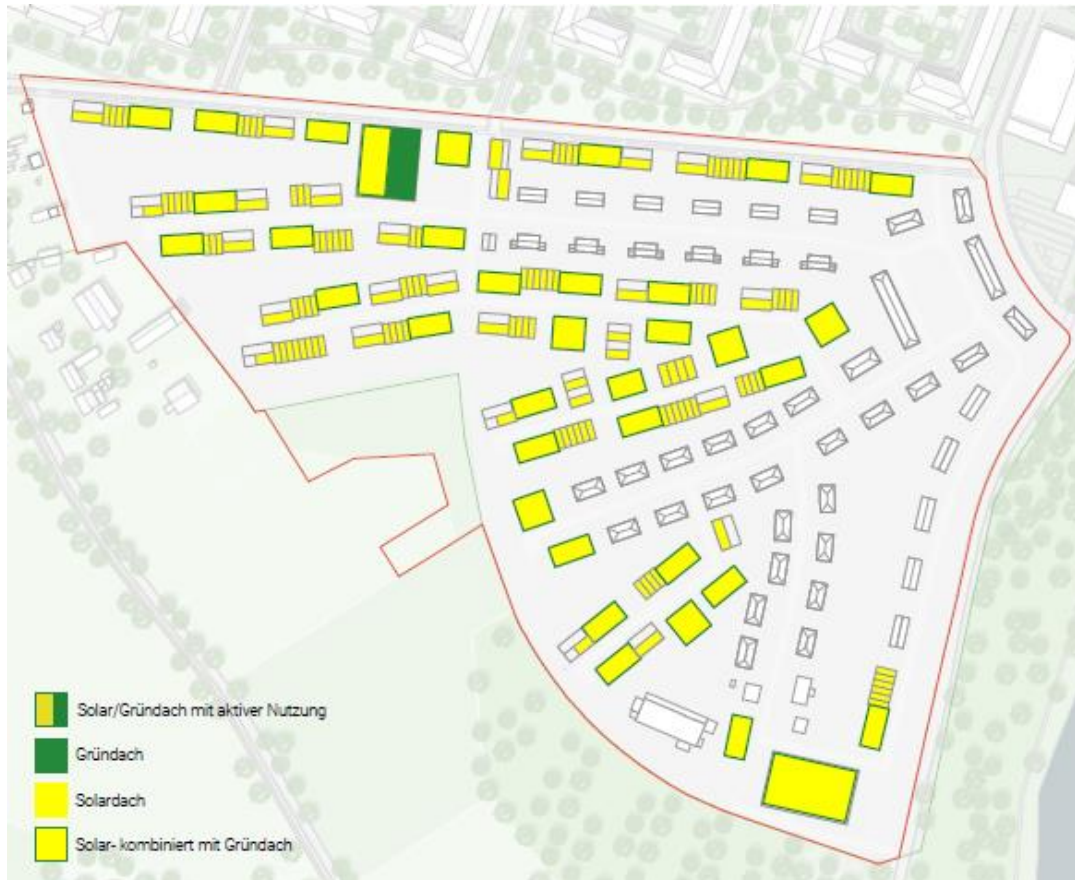 Solar/Gründach mit aktiver Nutzung
Gründach
Solardach
Solar- kombiniert mit Gründach